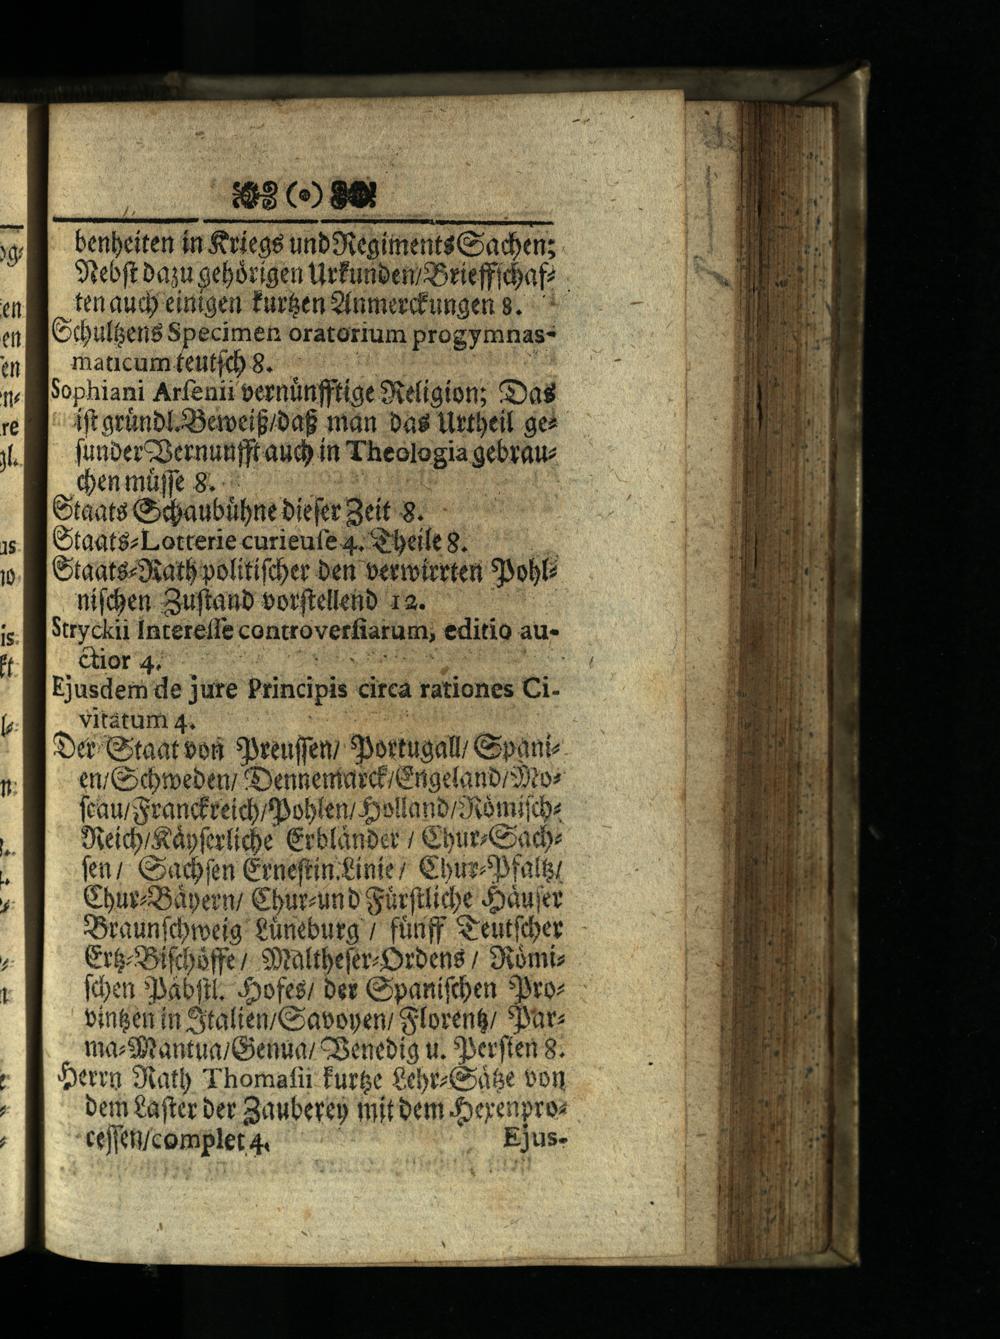 (•)
benheiten in Kriegs und Regiments Sachen;
Nebst dazu gehörigen Urkunden/Brieffschaf-
ten auch einigen kurtzen Anmerckungen 8.
Schultzens Specimen oratorium progymnas-
maticum teutsch 8.
Sophiani Arſenii vernünfftige Religion; Das
ist gründl. Beweiß/daß man das Urtheil ge-
sunder Vernunfft auch in Theologia gebrau-
chen müsse 8.
Staats Schaubühne dieser Zeit 8.
Staats-Lotterie curieuſe 4. Theile 8.
Staats-Rath politischer den verwirrten Pohl-
nischen Zustand vorstellend 12.
Stryckii Intereſſe controverſiarum, editio au-
ctior 4.
Ejusdem de jure Principis circa rationes Ci-
vitatum 4.
Der Staat von Preussen/ Portugall/ Spani-
en/Schweden/ Dennemarck/Engeland/Mo-
scau/Franckreich/Pohlen/Holland/Römisch-
Reich/Käyserliche Erbländer / Chur-Sach-
sen/ Sachsen Ernestin. Linie/ Chur-Pfaltz/
Chur-Bäyern/ Chur-und Fürstliche Häuser
Braunschweig Lüneburg / fünff Teutscher
Ertz-Bischöffe/ Maltheser-Ordens/ Römi-
schen Päbstl. Hofes/ der Spanischen Pro-
vintzen in Italien/Savoyen/ Florentz/ Par-
ma-Mantua/Genua/ Venedig u. Persien 8.
Herrn Rath Thomaſii kurtze Lehr-Sätze von
dem Laster der Zauberey mit dem Hexenpro-
cessen/complet 4.
Ejus-